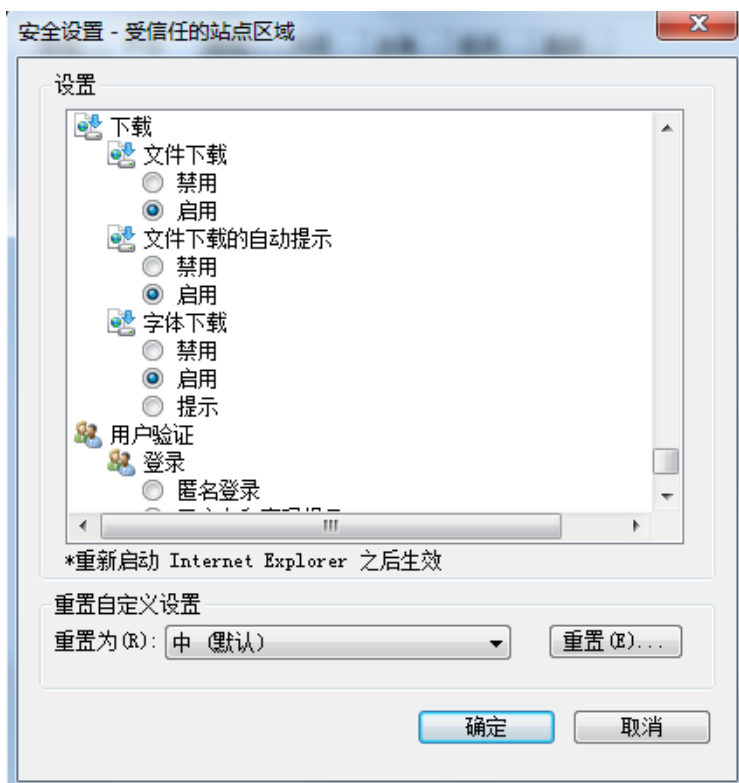 安全设置 - 受信任的站点区域
设置
下载
文件下载
禁用
启用
文件下载的自动提示
禁用
启用
字体下载
禁用
启用
提示
用户验证
登录
匿名登录
*重新启动 Internet Explorer 之后生效
重置自定义设置
重置为(R): 中 (默认) 重置(E)...
确定 取消